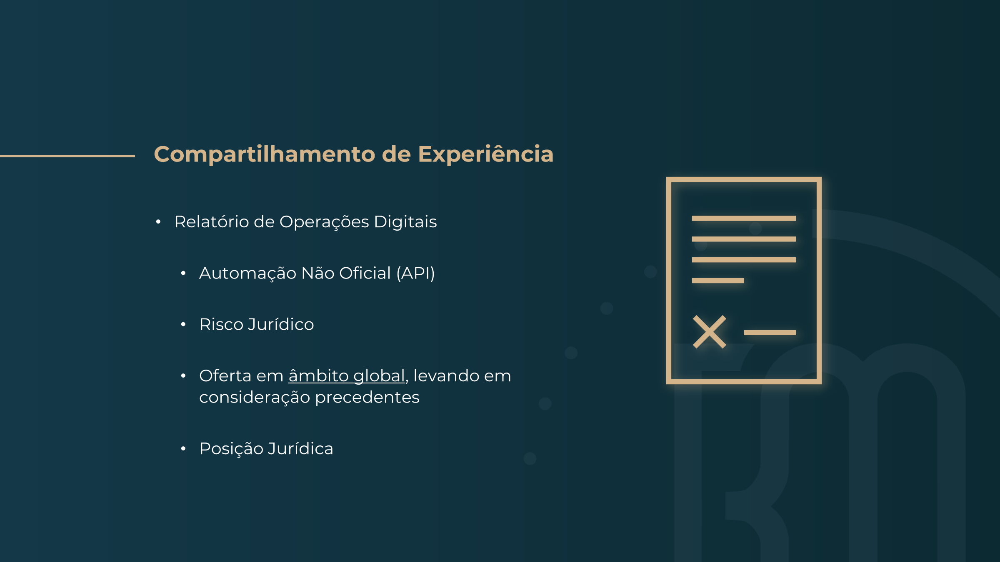 Compartilhamento de Experiência
• Relatório de Operações Digitais
• Automação Não Oficial (API)
• Risco Jurídico
• Oferta em âmbito global, levando em
consideração precedentes
• Posição Jurídica